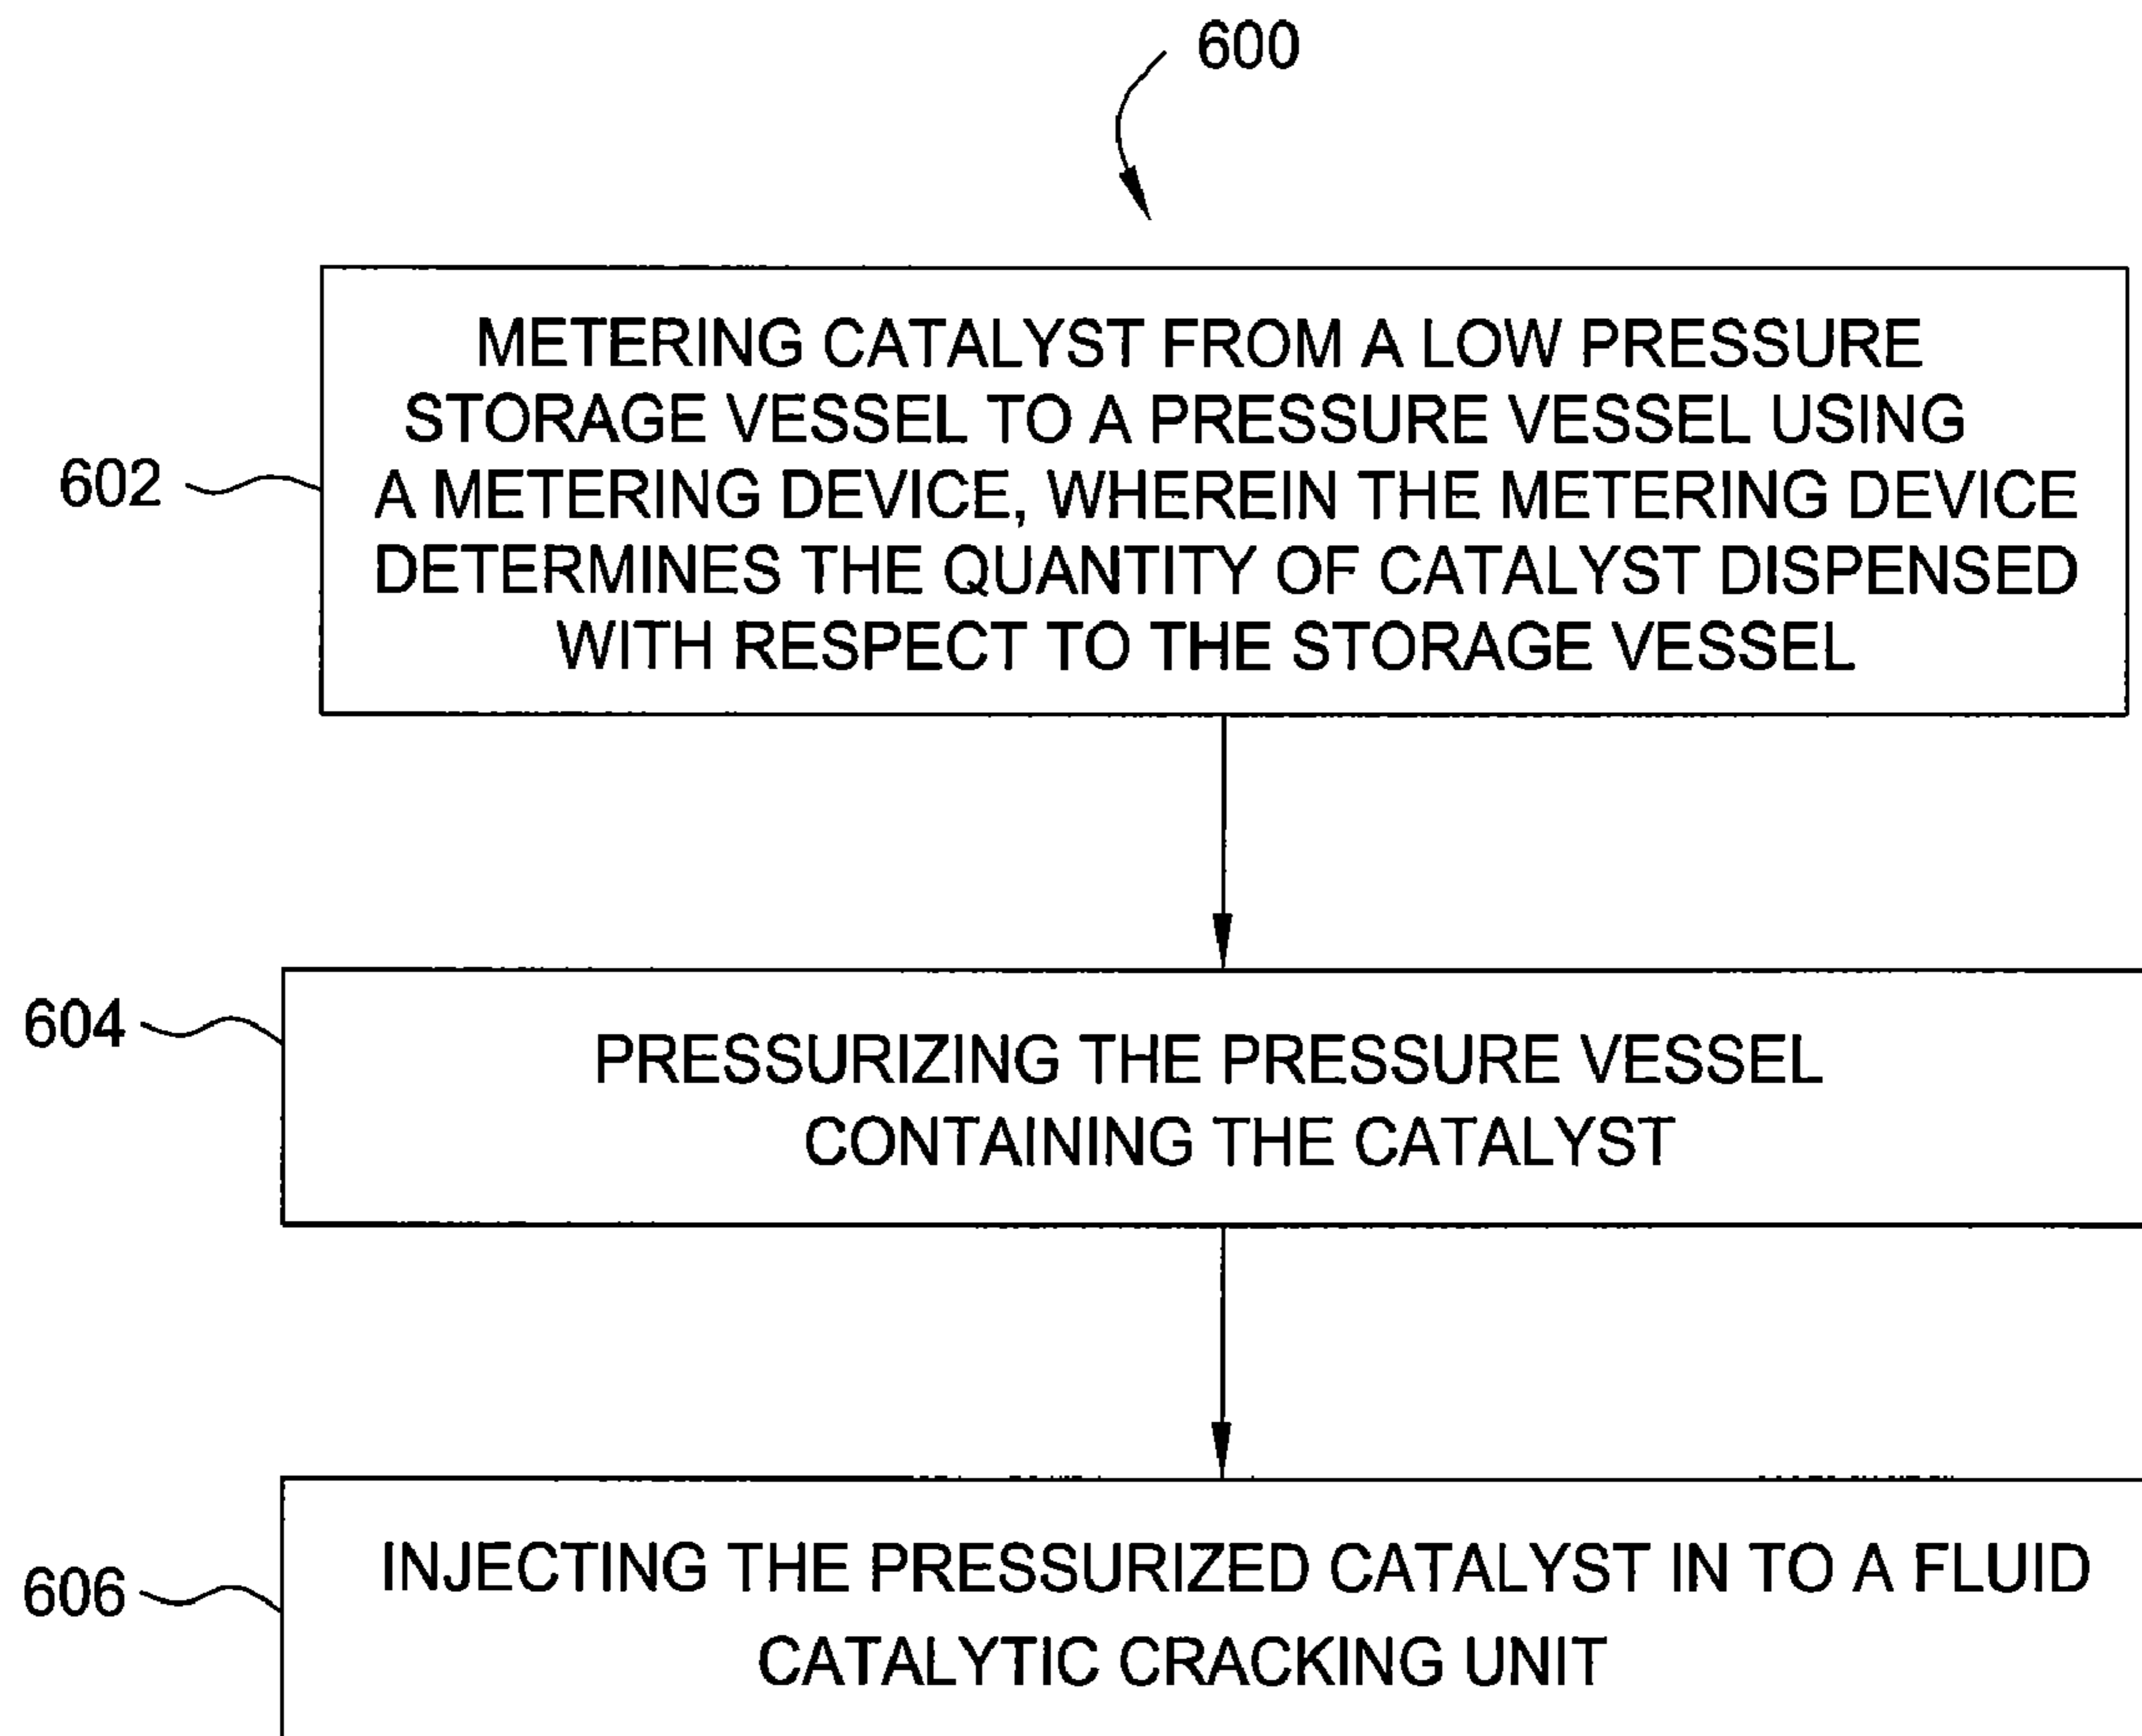 600
METERING CATALYST FROM A LOW PRESSURE
STORAGE VESSEL TO A PRESSURE VESSEL USING
A METERING DEVICE, WHEREIN THE METERING DEVICE
DETERMINES THE QUANTITY OF CATALYST DISPENSED
WITH RESPECT TO THE STORAGE VESSEL
602
604
PRESSURIZING THE PRESSURE VESSEL
CONTAINING THE CATALYST
606
INJECTING THE PRESSURIZED CATALYST IN TO A FLUID
CATALYTIC CRACKING UNIT